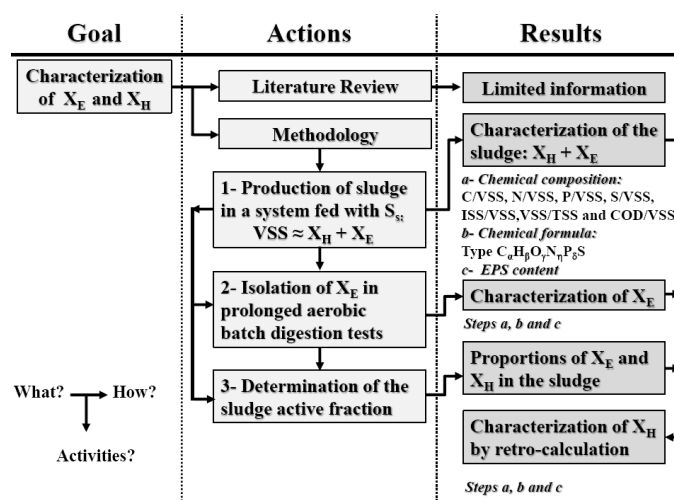 Goal
Actions
Results
Characterization
of X_E and X_H
Literature Review
Limited information
Methodology
Characterization of the
sludge: X_H + X_E
1- Production of sludge
in a system fed with S_s:
VSS ≈ X_H + X_E
a- Chemical composition:
C/VSS, N/VSS, P/VSS, S/VSS,
ISS/VSS,VSS/TSS and COD/VSS
b- Chemical formula:
Type C_αH_βO_γN_ηP_δS
c- EPS content
2- Isolation of X_E in
prolonged aerobic
batch digestion tests
Characterization of X_E
Steps a, b and c
3- Determination of the
sludge active fraction
Proportions of X_E and
X_H in the sludge
What?
How?
Activities?
Characterization of X_H
by retro-calculation
Steps a, b and c